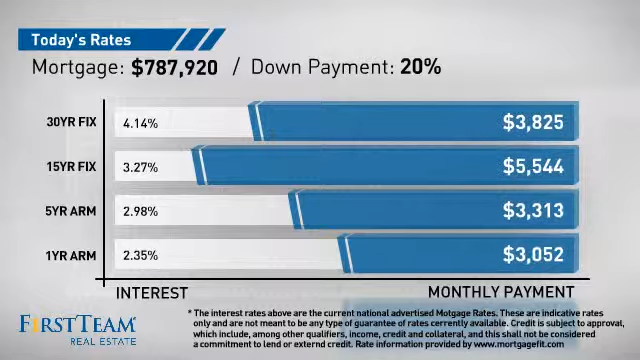 Today's Rates
Mortgage: $787,920 / Down Payment: 20%
30YR FIX 4.14% $3,825
15YR FIX 3.27% $5,544
5YR ARM 2.98% $3,313
1YR ARM 2.35% $3,052
INTEREST MONTHLY PAYMENT
* The interest rates above are the current national advertised Motgage Rates. These are indicative rates
only and are not meant to be any type of guarantee of rates cerrently available. Credit is subject to approval,
which include, among other qualifiers, income, credit and collateral, and this shall not be considered
a commitment to lend or externd credit. Rate information provided by www.mortgagefit.com
FIRSTTEAM®
REAL ESTATE